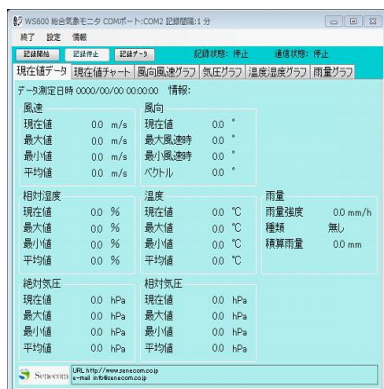 WS600 総合気象モニタ COMポート:COM2 記録間隔:1 分
終了 設定 情報
記録開始 記録停止 記録データ 記録状態: 停止 通信状態: 停止
現在値データ 現在値チャート 風向風速グラフ 気圧グラフ 温度湿度グラフ 雨量グラフ
データ測定日時 0000/00/00 00:00:00 情報:
風速 風向
現在値 0.0 m/s 現在値 0.0 °
最大値 0.0 m/s 最大風速時 0.0 °
最小値 0.0 m/s 最小風速時 0.0 °
平均値 0.0 m/s ベクトル 0.0 °
相対湿度 温度 雨量
現在値 0.0 % 現在値 0.0 ℃ 雨量強度 0.0 mm/h
最大値 0.0 % 最大値 0.0 ℃ 種類 無し
最小値 0.0 % 最小値 0.0 ℃ 積算雨量 0.0 mm
平均値 0.0 % 平均値 0.0 ℃
絶対気圧 相対気圧
現在値 0.0 hPa 現在値 0.0 hPa
最大値 0.0 hPa 最大値 0.0 hPa
最小値 0.0 hPa 最小値 0.0 hPa
平均値 0.0 hPa 平均値 0.0 hPa
Senecom URL http://www.senecom.co.jp
e-mail info@senecom.co.jp